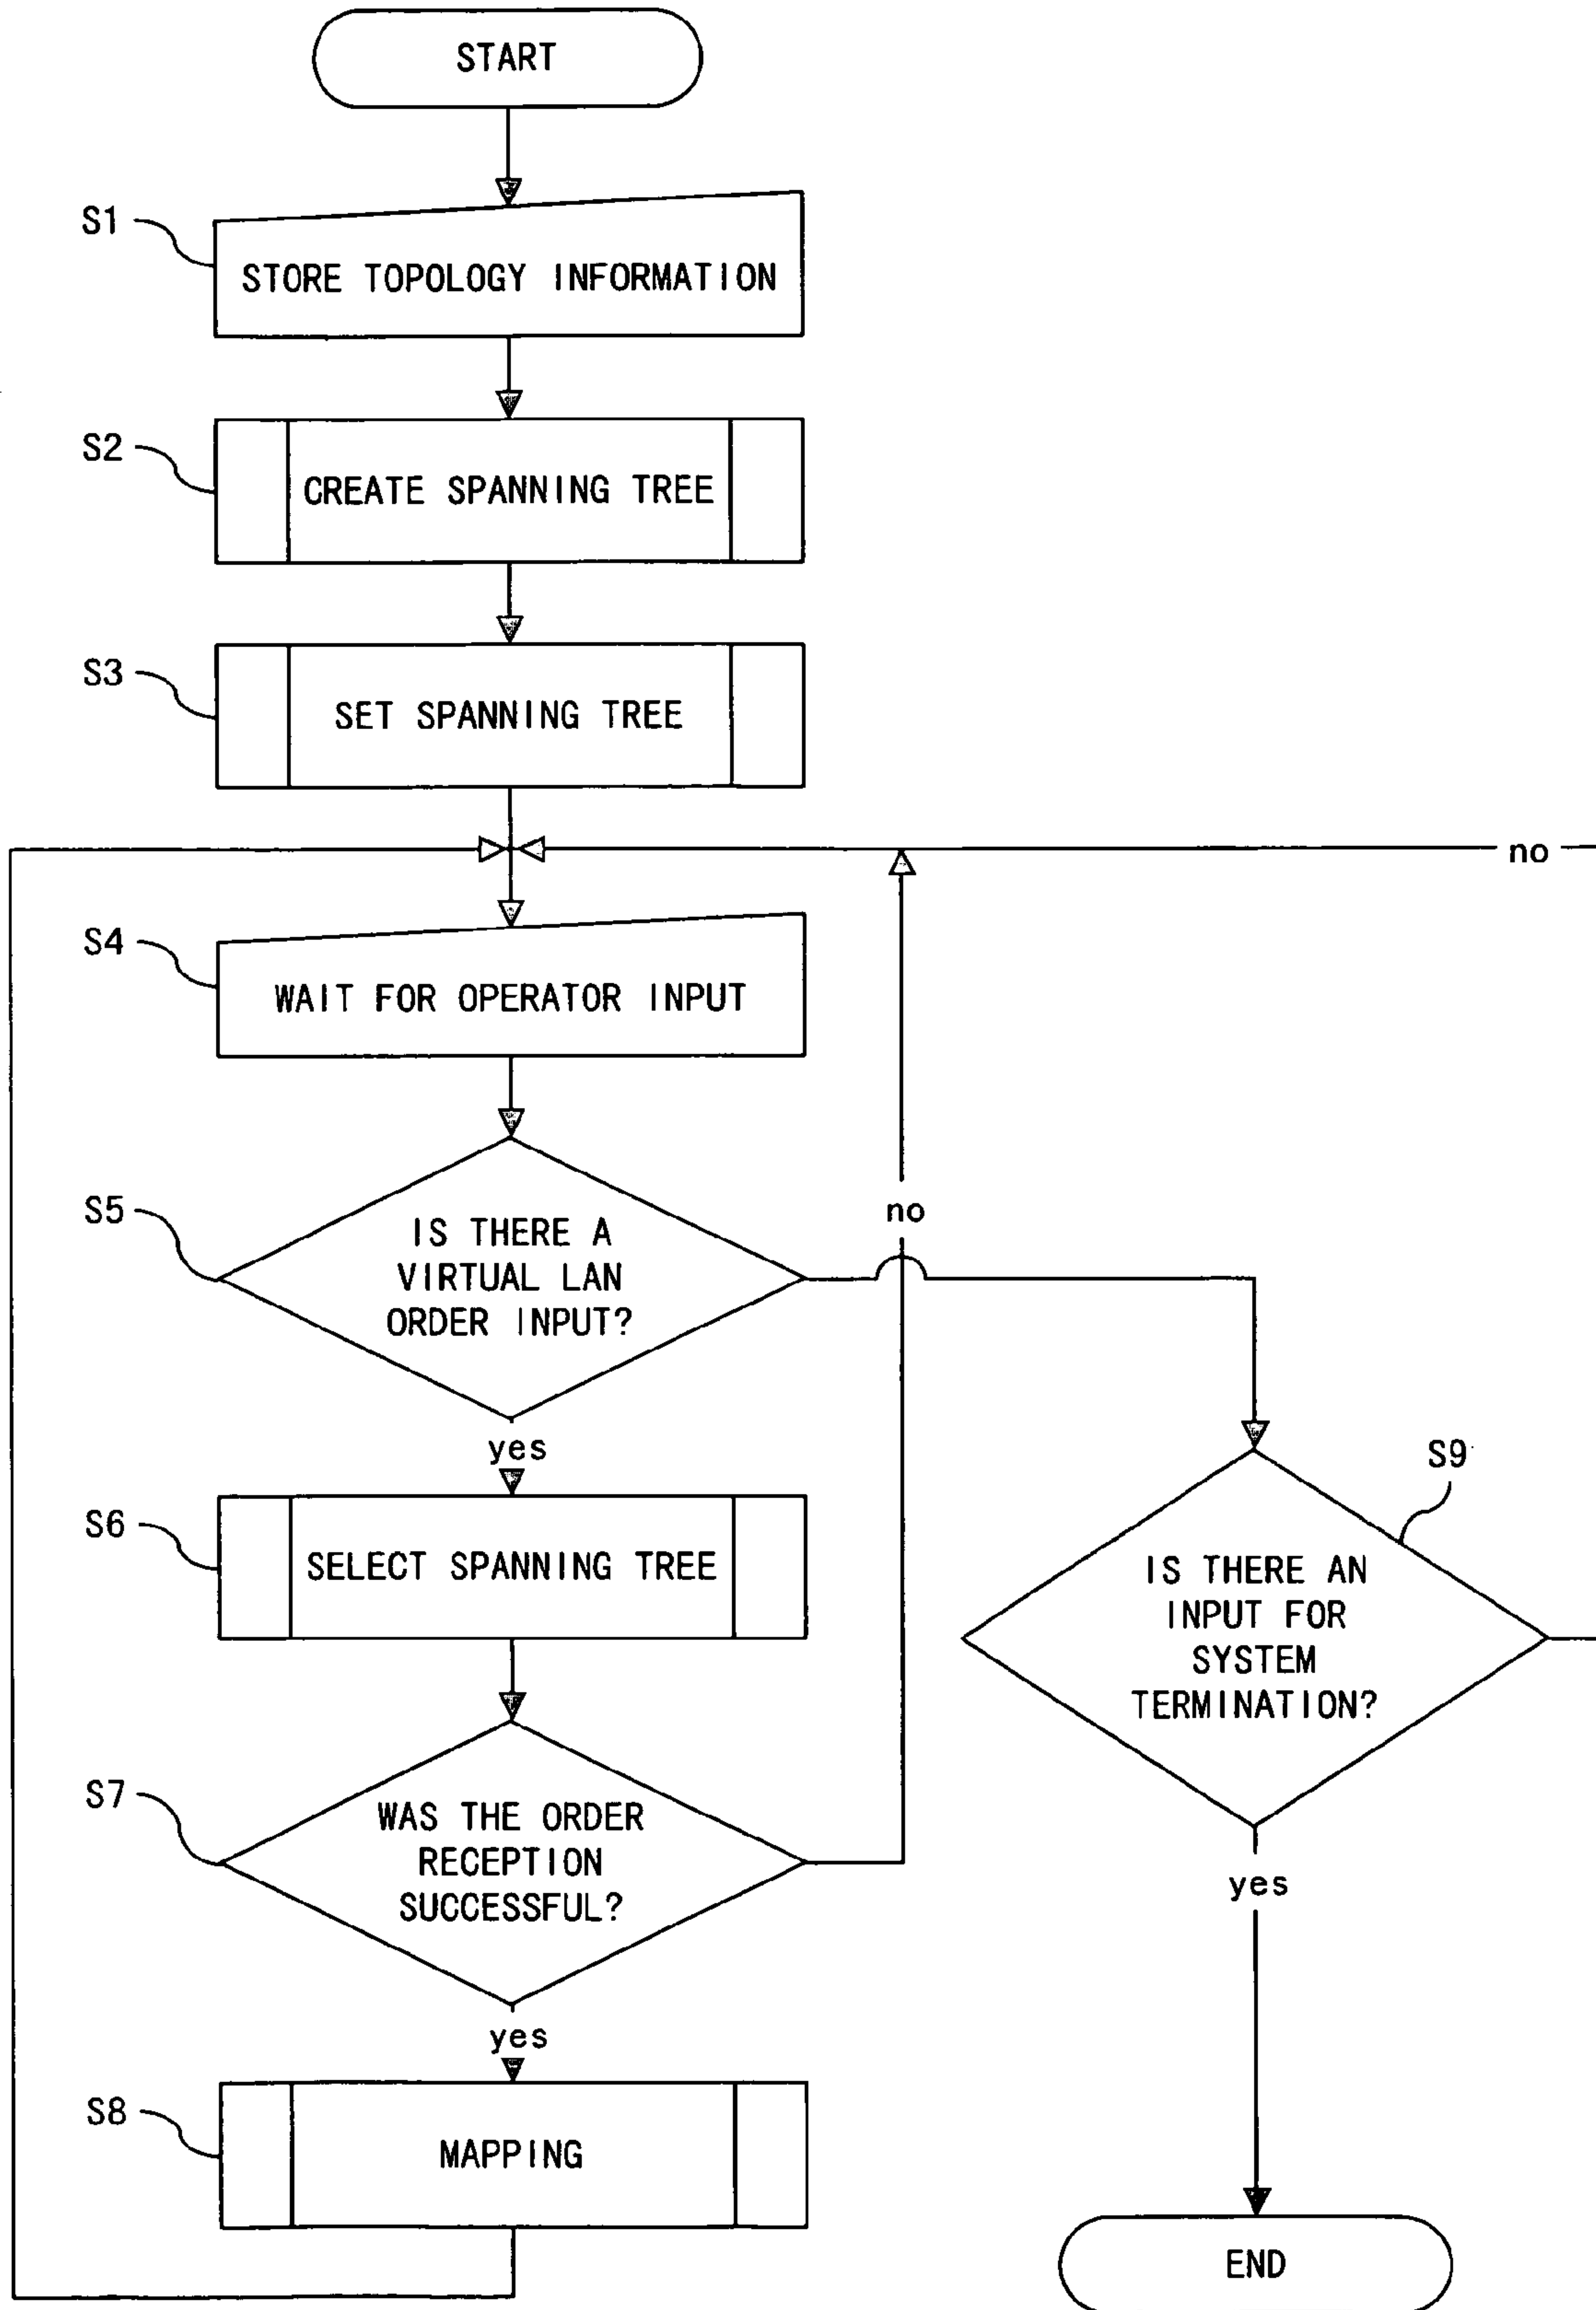 START
S1
STORE TOPOLOGY INFORMATION
S2
CREATE SPANNING TREE
S3
SET SPANNING TREE
no
S4
WAIT FOR OPERATOR INPUT
S5
IS THERE A
VIRTUAL LAN
ORDER INPUT?
no
yes
S6
SELECT SPANNING TREE
S9
IS THERE AN
INPUT FOR
SYSTEM
TERMINATION?
S7
WAS THE ORDER
RECEPTION
SUCCESSFUL?
yes
yes
S8
MAPPING
END